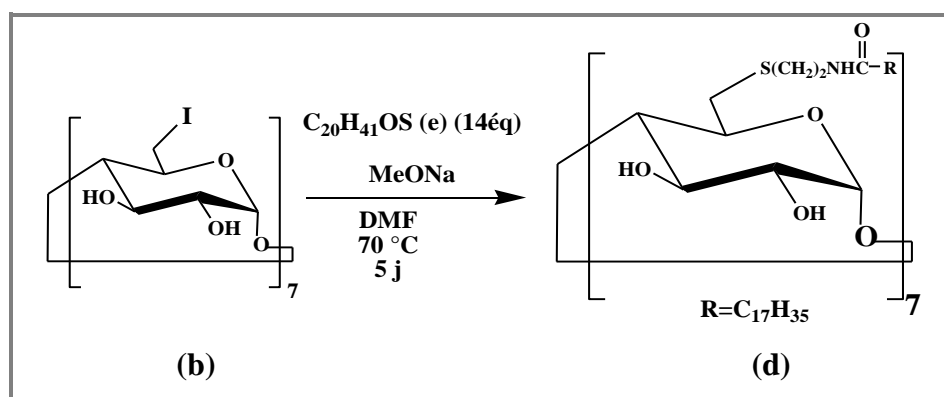 I
O
HO
OH
O
7
C₂₀H₄₁OS (e) (14éq)
MeONa
DMF
70 °C
5 j
O
S(CH₂)₂NHC-R
O
HO
OH
O
7
R=C₁₇H₃₅
(b)
(d)